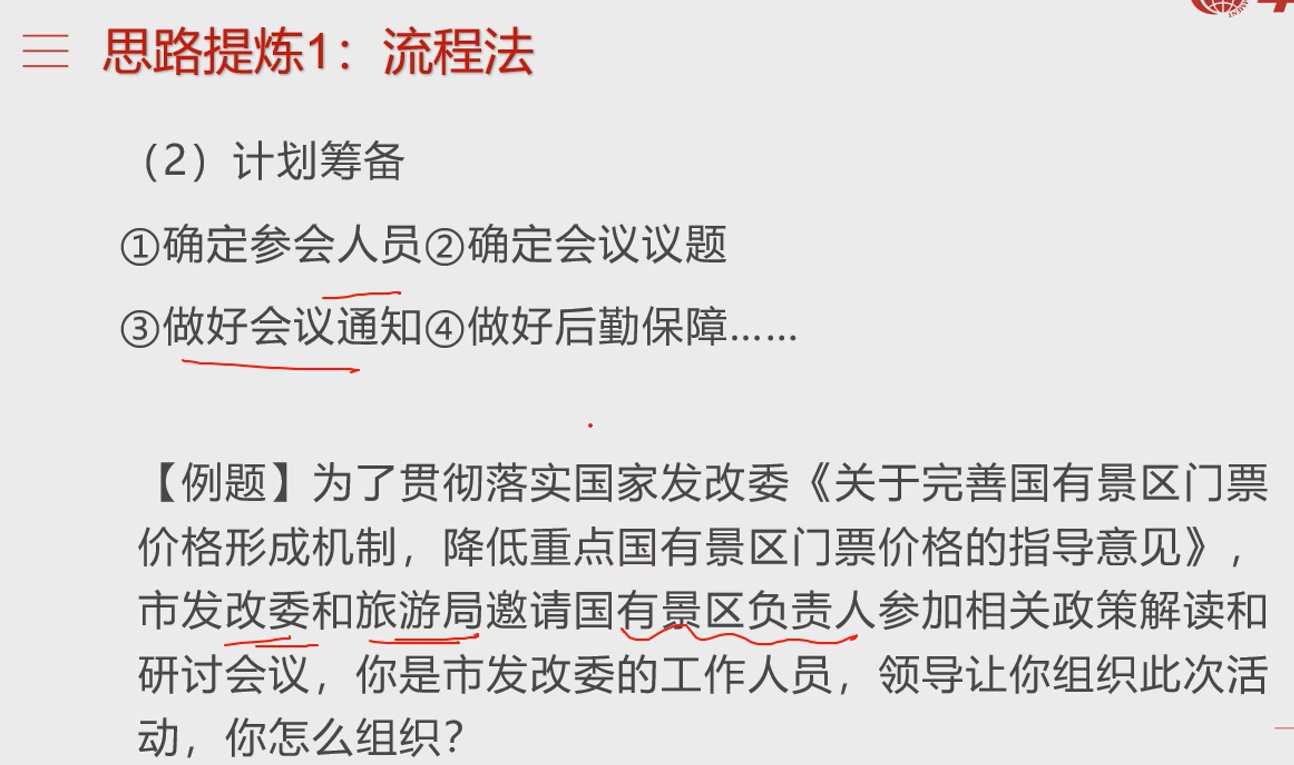 思路提炼1：流程法
（2）计划筹备
①确定参会人员②确定会议议题
③做好会议通知④做好后勤保障……
【例题】为了贯彻落实国家发改委《关于完善国有景区门票
价格形成机制，降低重点国有景区门票价格的指导意见》，
市发改委和旅游局邀请国有景区负责人参加相关政策解读和
研讨会议，你是市发改委的工作人员，领导让你组织此次活
动，你怎么组织？